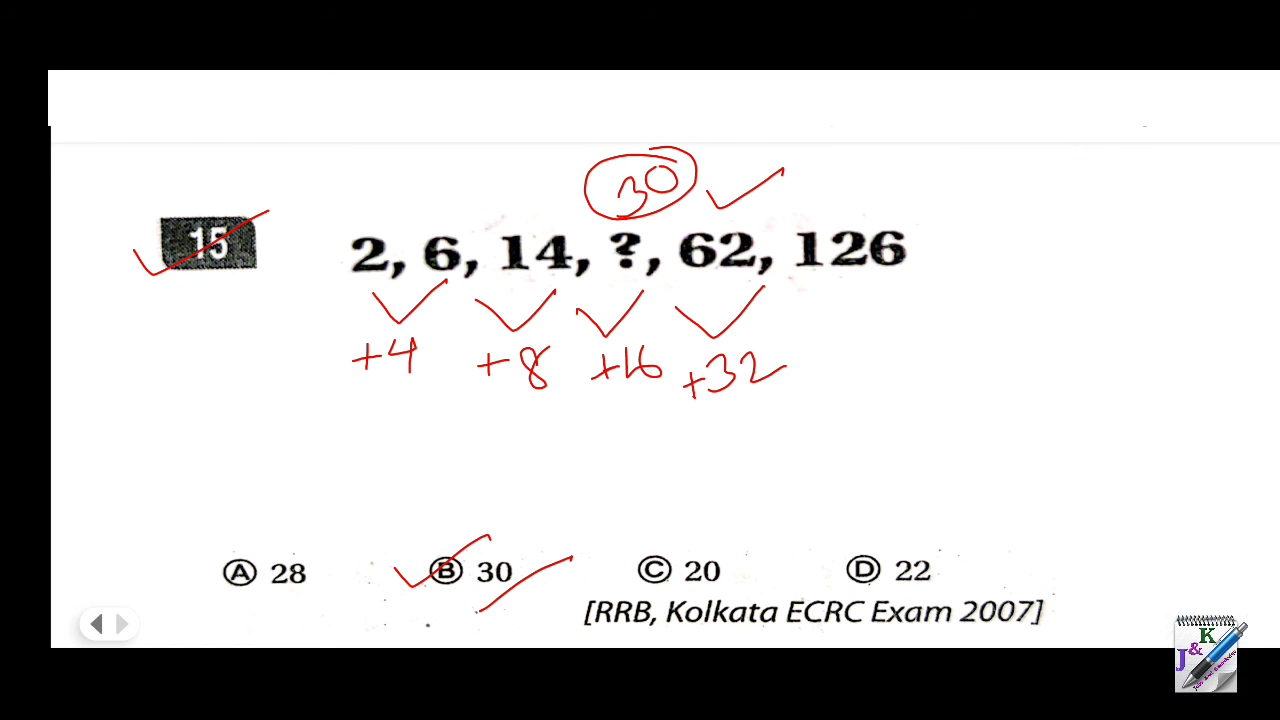 30
15 2, 6, 14, ?, 62, 126
+4 +8 +16 +32
Ⓐ 28 Ⓑ 30 Ⓒ 20 Ⓓ 22
[RRB, Kolkata ECRC Exam 2007]
J&K